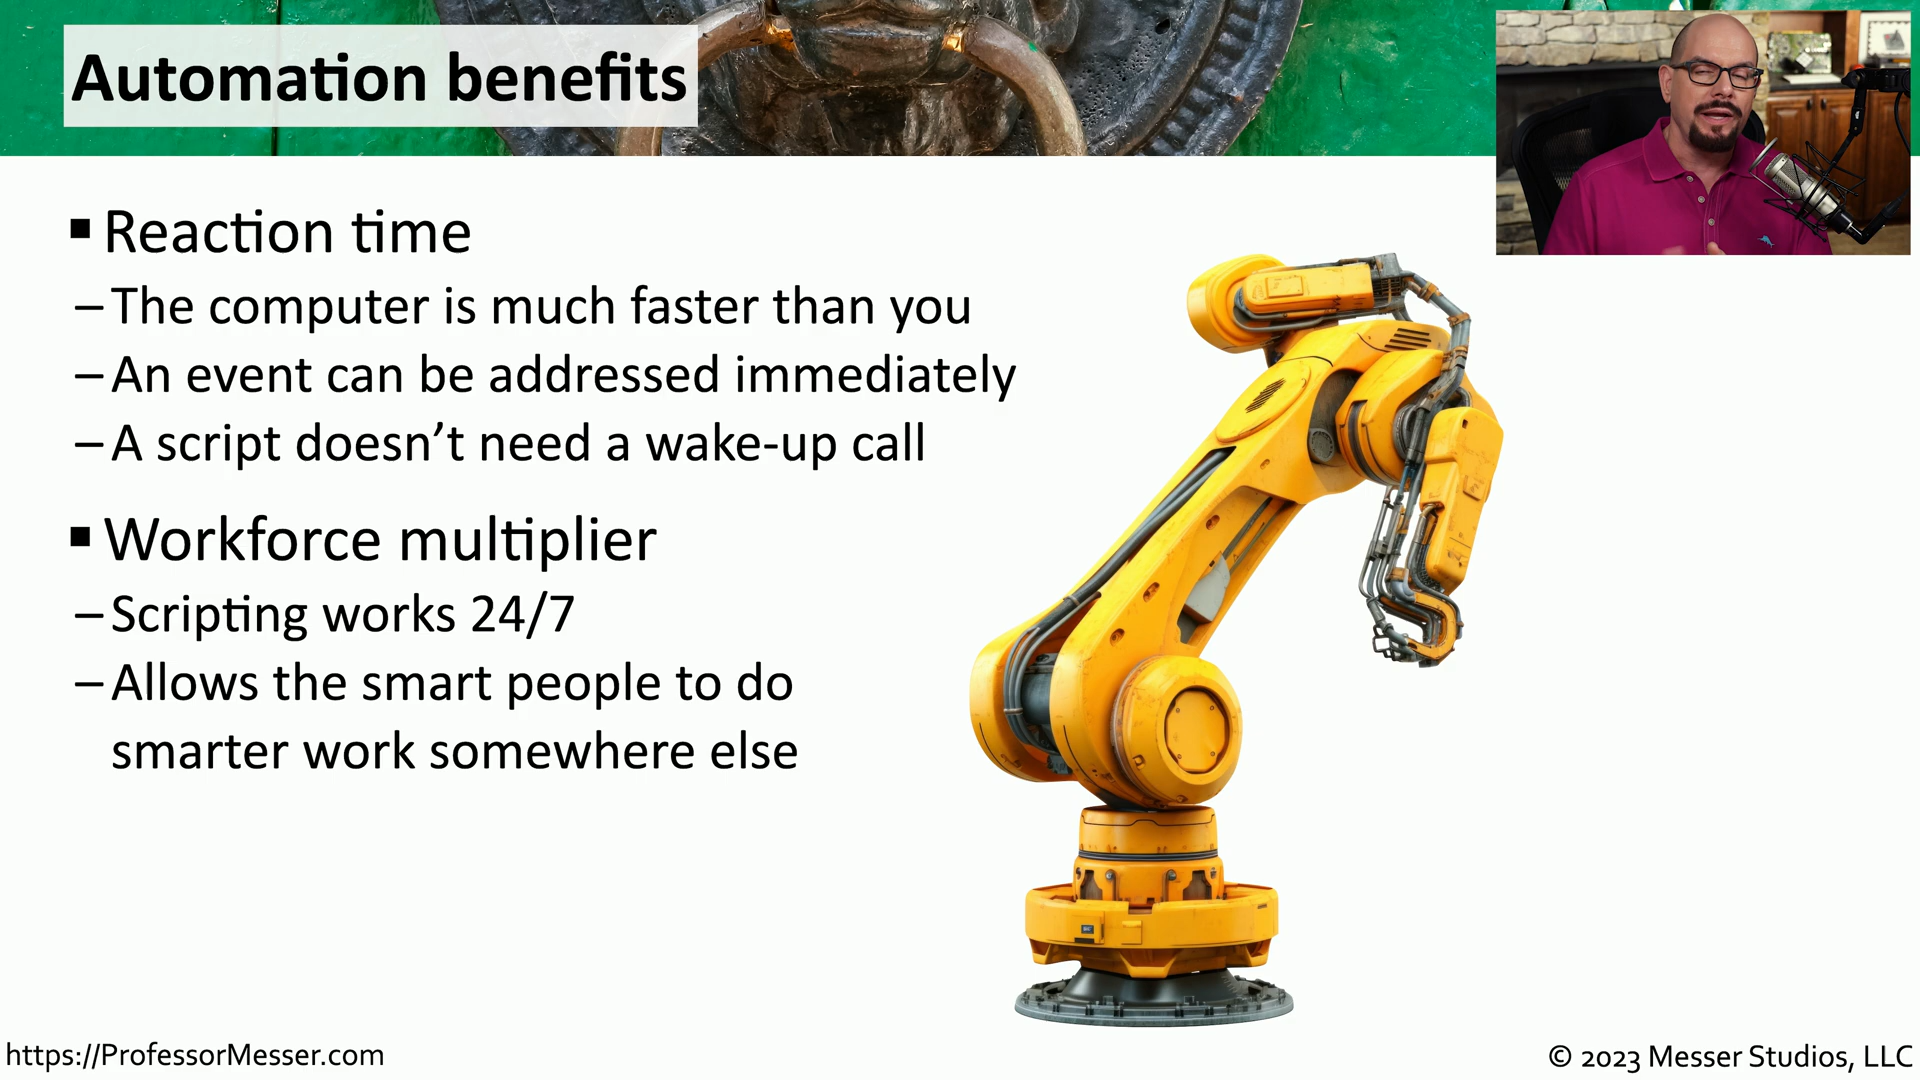 Automation benefits
▪ Reaction time
– The computer is much faster than you
– An event can be addressed immediately
– A script doesn’t need a wake-up call
▪ Workforce multiplier
– Scripting works 24/7
– Allows the smart people to do
smarter work somewhere else
https://ProfessorMesser.com
© 2023 Messer Studios, LLC